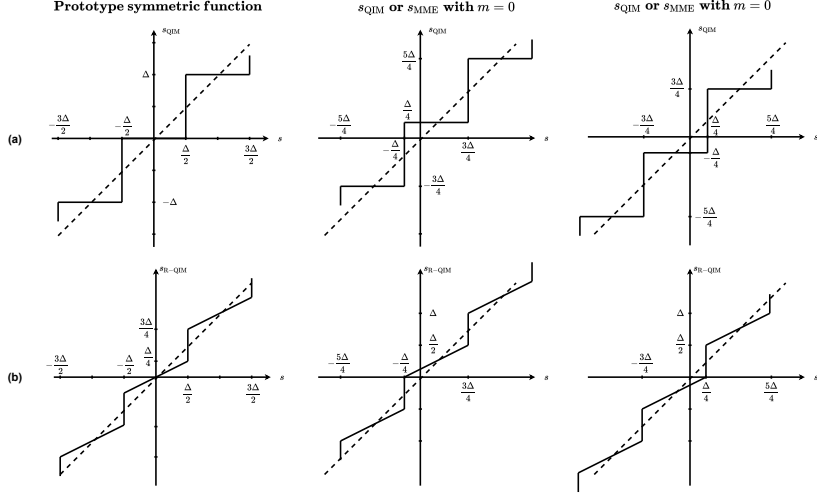 Prototype symmetric function
s_QIM or s_MME with m = 0
s_QIM or s_MME with m = 0
(a)
s_QIM
Δ
-3Δ/2
-Δ/2
Δ/2
3Δ/2
s
-Δ
s_QIM
5Δ/4
Δ/4
-5Δ/4
-Δ/4
3Δ/4
s
-3Δ/4
s_QIM
3Δ/4
-3Δ/4
Δ/4
5Δ/4
s
-Δ/4
-5Δ/4
(b)
s_R-QIM
3Δ/4
Δ/4
-3Δ/2
-Δ/2
Δ/2
3Δ/2
s
s_R-QIM
Δ
Δ/2
-5Δ/4
-Δ/4
3Δ/4
s
s_R-QIM
Δ
Δ/2
-3Δ/4
Δ/4
5Δ/4
s